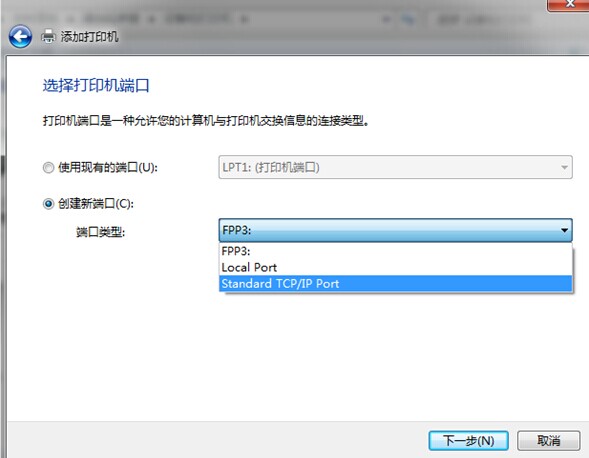 添加打印机
选择打印机端口
打印机端口是一种允许您的计算机与打印机交换信息的连接类型。
使用现有的端口(U): LPT1: (打印机端口)
创建新端口(C):
端口类型: FPP3:
FPP3:
Local Port
Standard TCP/IP Port
下一步(N) 取消